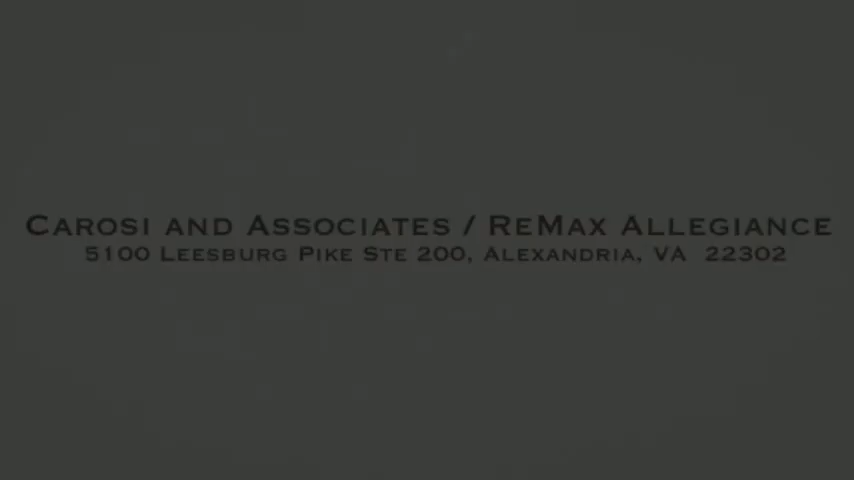 Carosi and Associates / ReMax Allegiance
5100 Leesburg Pike Ste 200, Alexandria, VA  22302